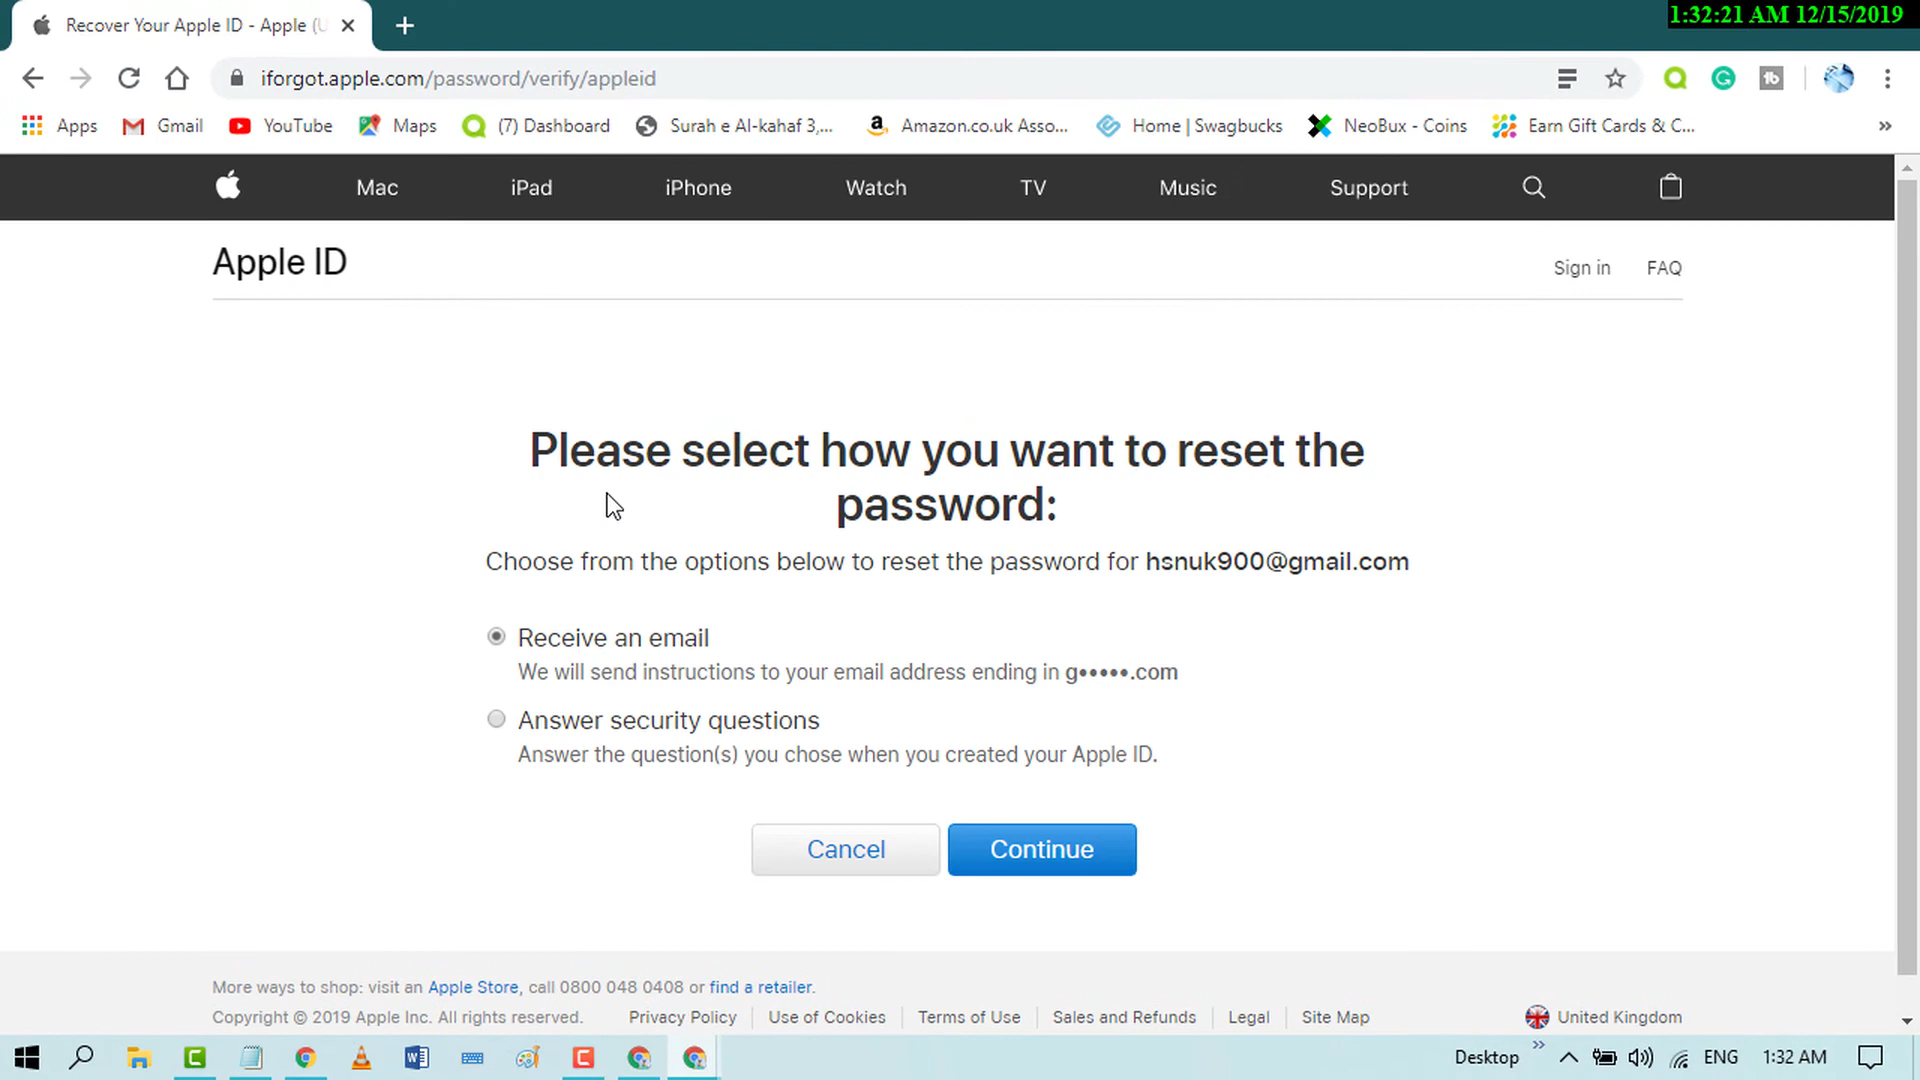 Recover Your Apple ID - Apple (U
1:32:21 AM 12/15/2019
iforgot.apple.com/password/verify/appleid
Apps Gmail YouTube Maps (7) Dashboard Surah e Al-kahaf 3,... Amazon.co.uk Asso... Home | Swagbucks NeoBux - Coins Earn Gift Cards & C... »
Mac iPad iPhone Watch TV Music Support
Apple ID
Sign in FAQ
Please select how you want to reset the
password:
Choose from the options below to reset the password for hsnuk900@gmail.com
Receive an email
We will send instructions to your email address ending in g•••••.com
Answer security questions
Answer the question(s) you chose when you created your Apple ID.
Cancel Continue
More ways to shop: visit an Apple Store, call 0800 048 0408 or find a retailer.
Copyright © 2019 Apple Inc. All rights reserved. Privacy Policy Use of Cookies Terms of Use Sales and Refunds Legal Site Map United Kingdom
Desktop » ENG 1:32 AM